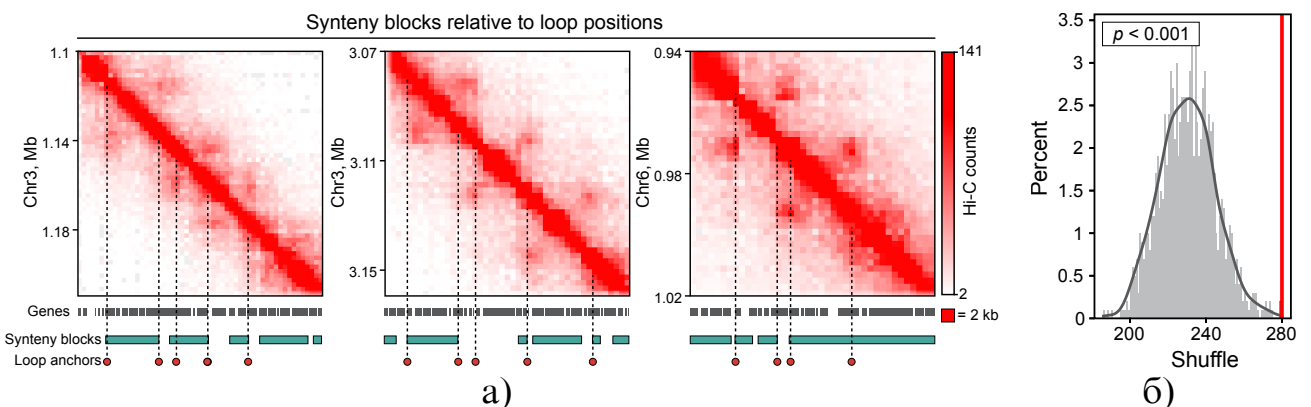 Synteny blocks relative to loop positions
Chr3, Mb
1.1
1.14
1.18
Chr3, Mb
3.07
3.11
3.15
Chr6, Mb
0.94
0.98
1.02
141
Hi-C counts
2
= 2 kb
Genes
Synteny blocks
Loop anchors
а)
p < 0.001
Percent
3.5
3
2.5
2
1.5
1
0.5
0
200
240
280
Shuffle
б)